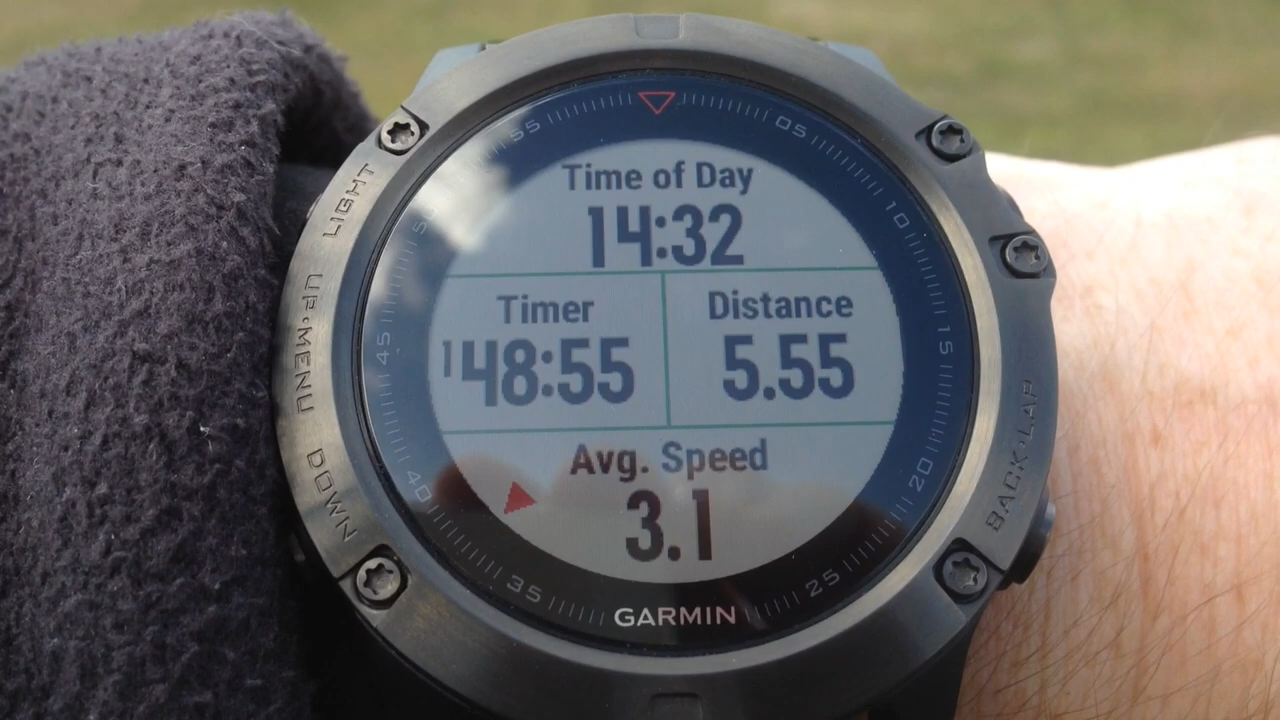 Time of Day
14:32
Timer
Distance
148:55
5.55
Avg. Speed
3.1
GARMIN
LIGHT
UP•MENU
DOWN
BACK•LAP
55
05
10
15
20
25
35
40
45